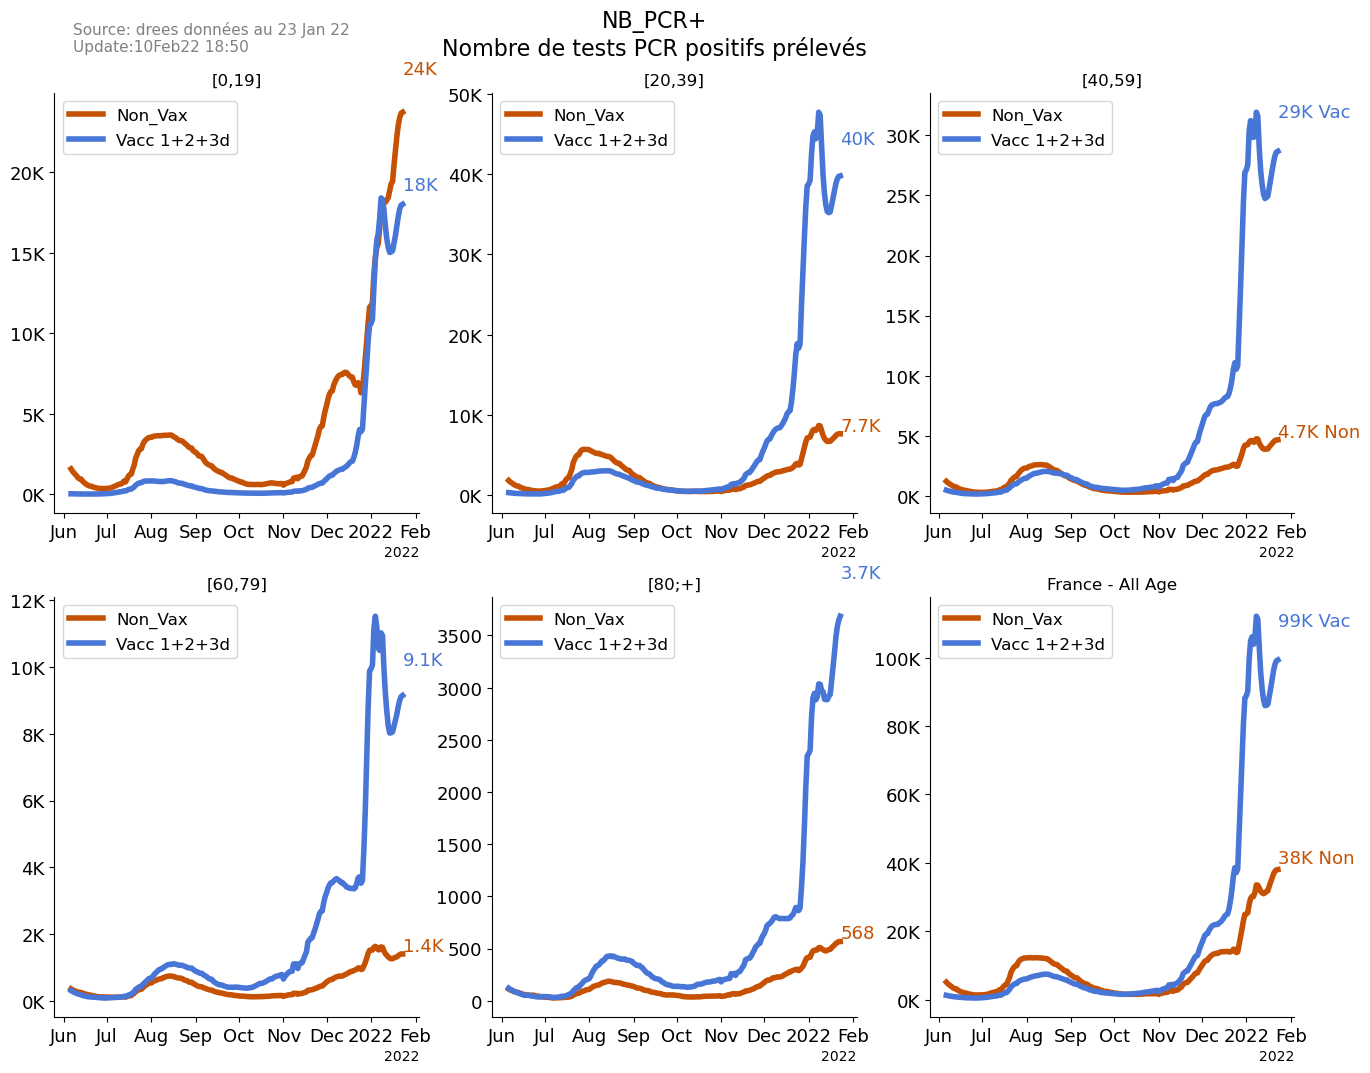 Source: drees données au 23 Jan 22
Update:10Feb22 18:50
NB_PCR+
Nombre de tests PCR positifs prélevés
[0,19]
Non_Vax
Vacc 1+2+3d
24K
18K
20K
15K
10K
5K
0K
Jun Jul Aug Sep Oct Nov Dec 2022 Feb
2022
[20,39]
Non_Vax
Vacc 1+2+3d
40K
7.7K
50K
40K
30K
20K
10K
0K
Jun Jul Aug Sep Oct Nov Dec 2022 Feb
2022
[40,59]
Non_Vax
Vacc 1+2+3d
29K Vac
4.7K Non
30K
25K
20K
15K
10K
5K
0K
Jun Jul Aug Sep Oct Nov Dec 2022 Feb
2022
[60,79]
Non_Vax
Vacc 1+2+3d
9.1K
1.4K
12K
10K
8K
6K
4K
2K
0K
Jun Jul Aug Sep Oct Nov Dec 2022 Feb
2022
[80;+]
Non_Vax
Vacc 1+2+3d
3.7K
568
3500
3000
2500
2000
1500
1000
500
0
Jun Jul Aug Sep Oct Nov Dec 2022 Feb
2022
France - All Age
Non_Vax
Vacc 1+2+3d
99K Vac
38K Non
100K
80K
60K
40K
20K
0K
Jun Jul Aug Sep Oct Nov Dec 2022 Feb
2022